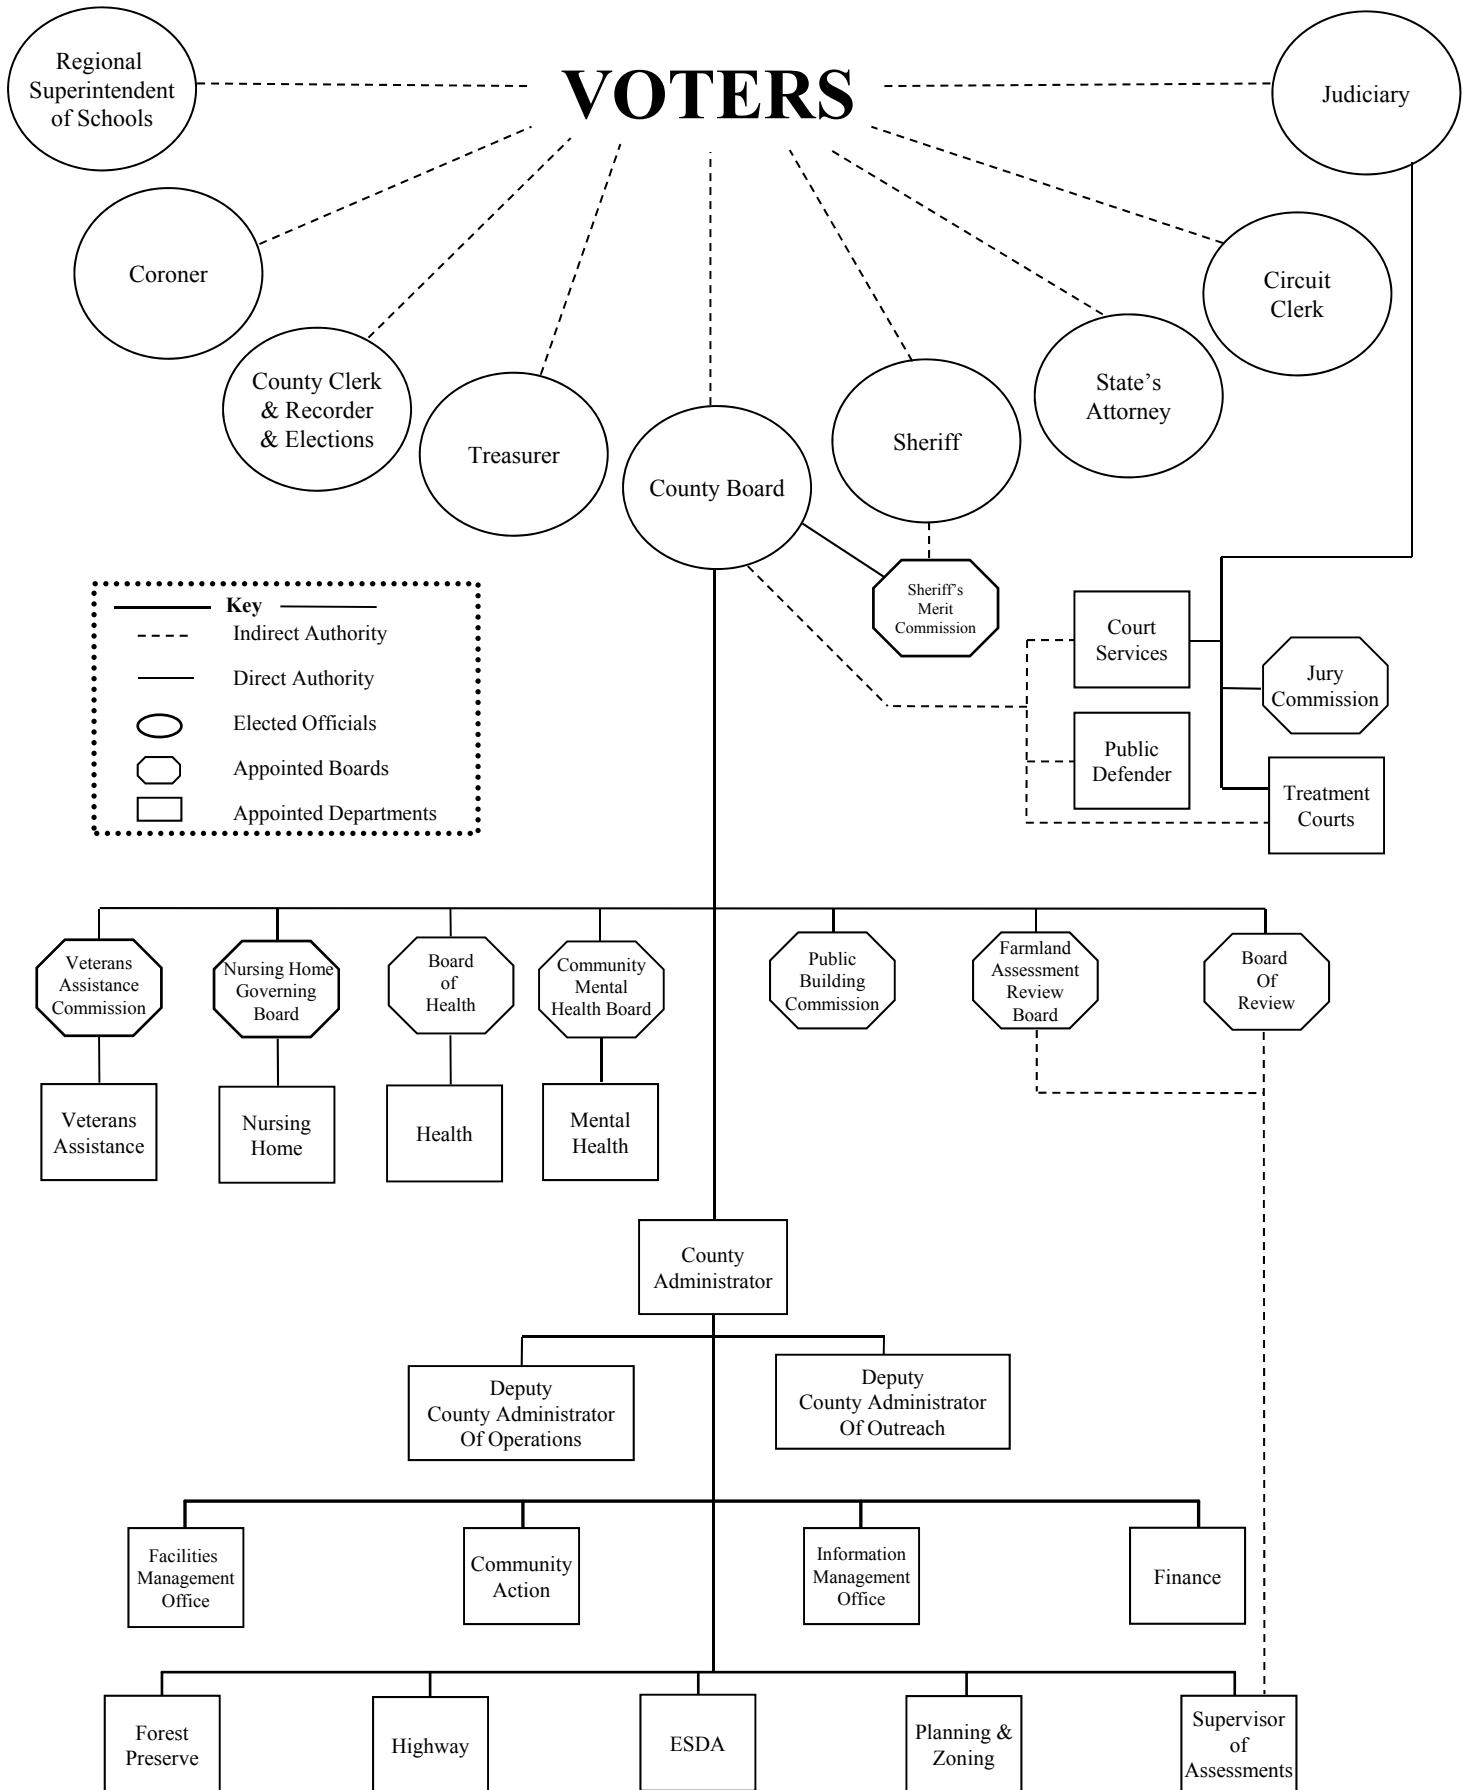 VOTERS
Regional
Superintendent
of Schools
Judiciary
Coroner
Circuit
Clerk
County Clerk
& Recorder
& Elections
Treasurer
County Board
Sheriff
State’s
Attorney
Key
Indirect Authority
Direct Authority
Elected Officials
Appointed Boards
Appointed Departments
Sheriff’s
Merit
Commission
Court
Services
Jury
Commission
Public
Defender
Treatment
Courts
Veterans
Assistance
Commission
Nursing Home
Governing
Board
Board
of
Health
Community
Mental
Health Board
Public
Building
Commission
Farmland
Assessment
Review
Board
Board
Of
Review
Veterans
Assistance
Nursing
Home
Health
Mental
Health
County
Administrator
Deputy
County Administrator
Of Operations
Deputy
County Administrator
Of Outreach
Facilities
Management
Office
Community
Action
Information
Management
Office
Finance
Forest
Preserve
Highway
ESDA
Planning &
Zoning
Supervisor
of
Assessments